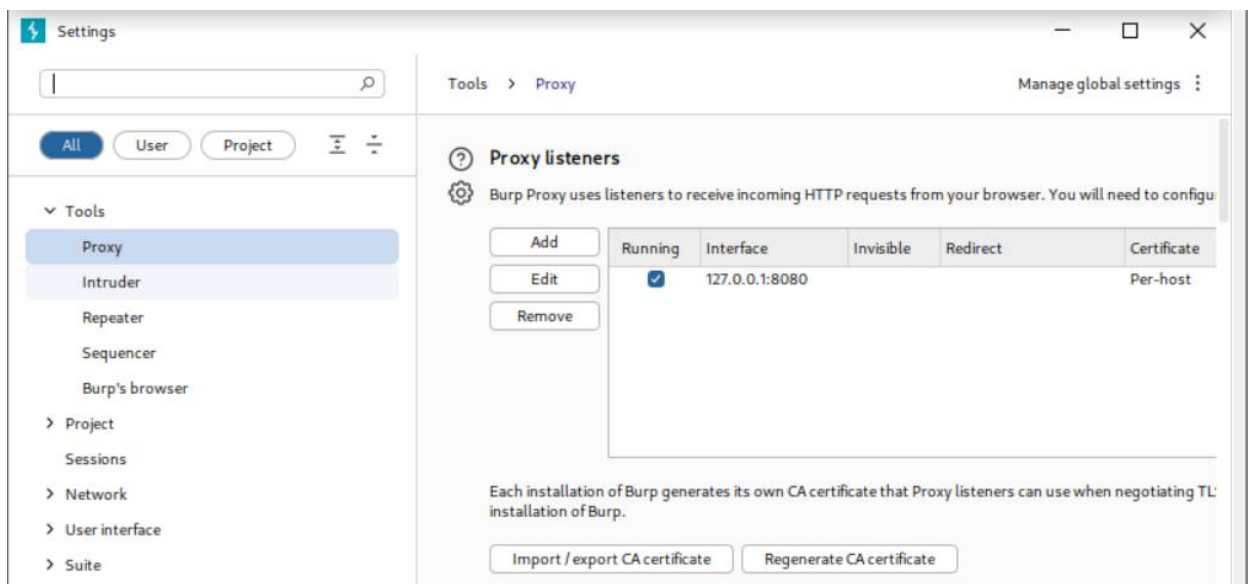 Settings
Tools > Proxy
Manage global settings
All
User
Project
Proxy listeners
Burp Proxy uses listeners to receive incoming HTTP requests from your browser. You will need to configu
Tools
Proxy
Intruder
Repeater
Sequencer
Burp's browser
Project
Sessions
Network
User interface
Suite
Add
Edit
Remove
Running Interface Invisible Redirect Certificate
127.0.0.1:8080 Per-host
Each installation of Burp generates its own CA certificate that Proxy listeners can use when negotiating TLS
installation of Burp.
Import / export CA certificate
Regenerate CA certificate